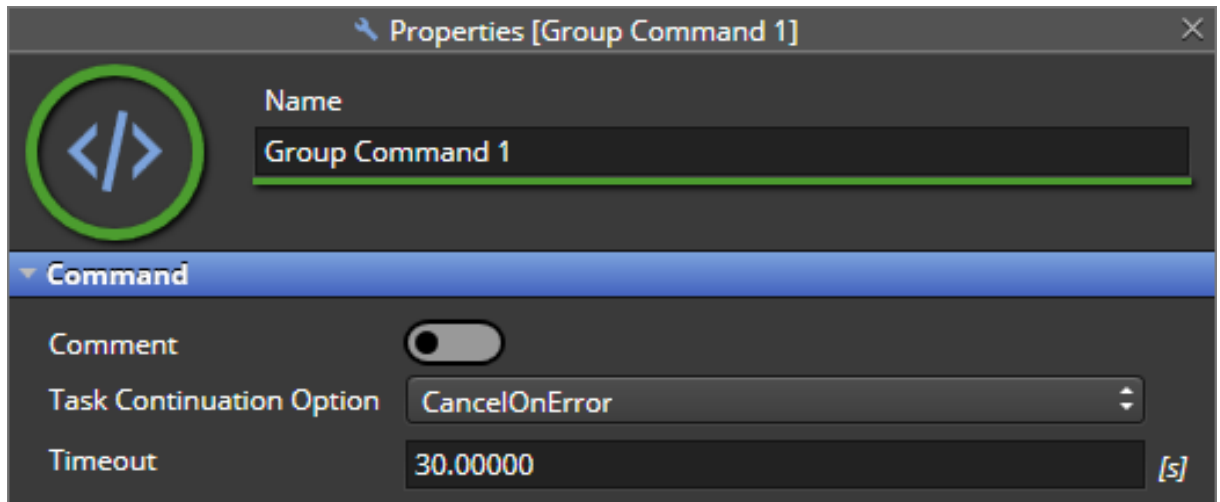 Properties [Group Command 1]
Name
Group Command 1
Command
Comment
Task Continuation Option CancelOnError
Timeout 30.00000 [s]